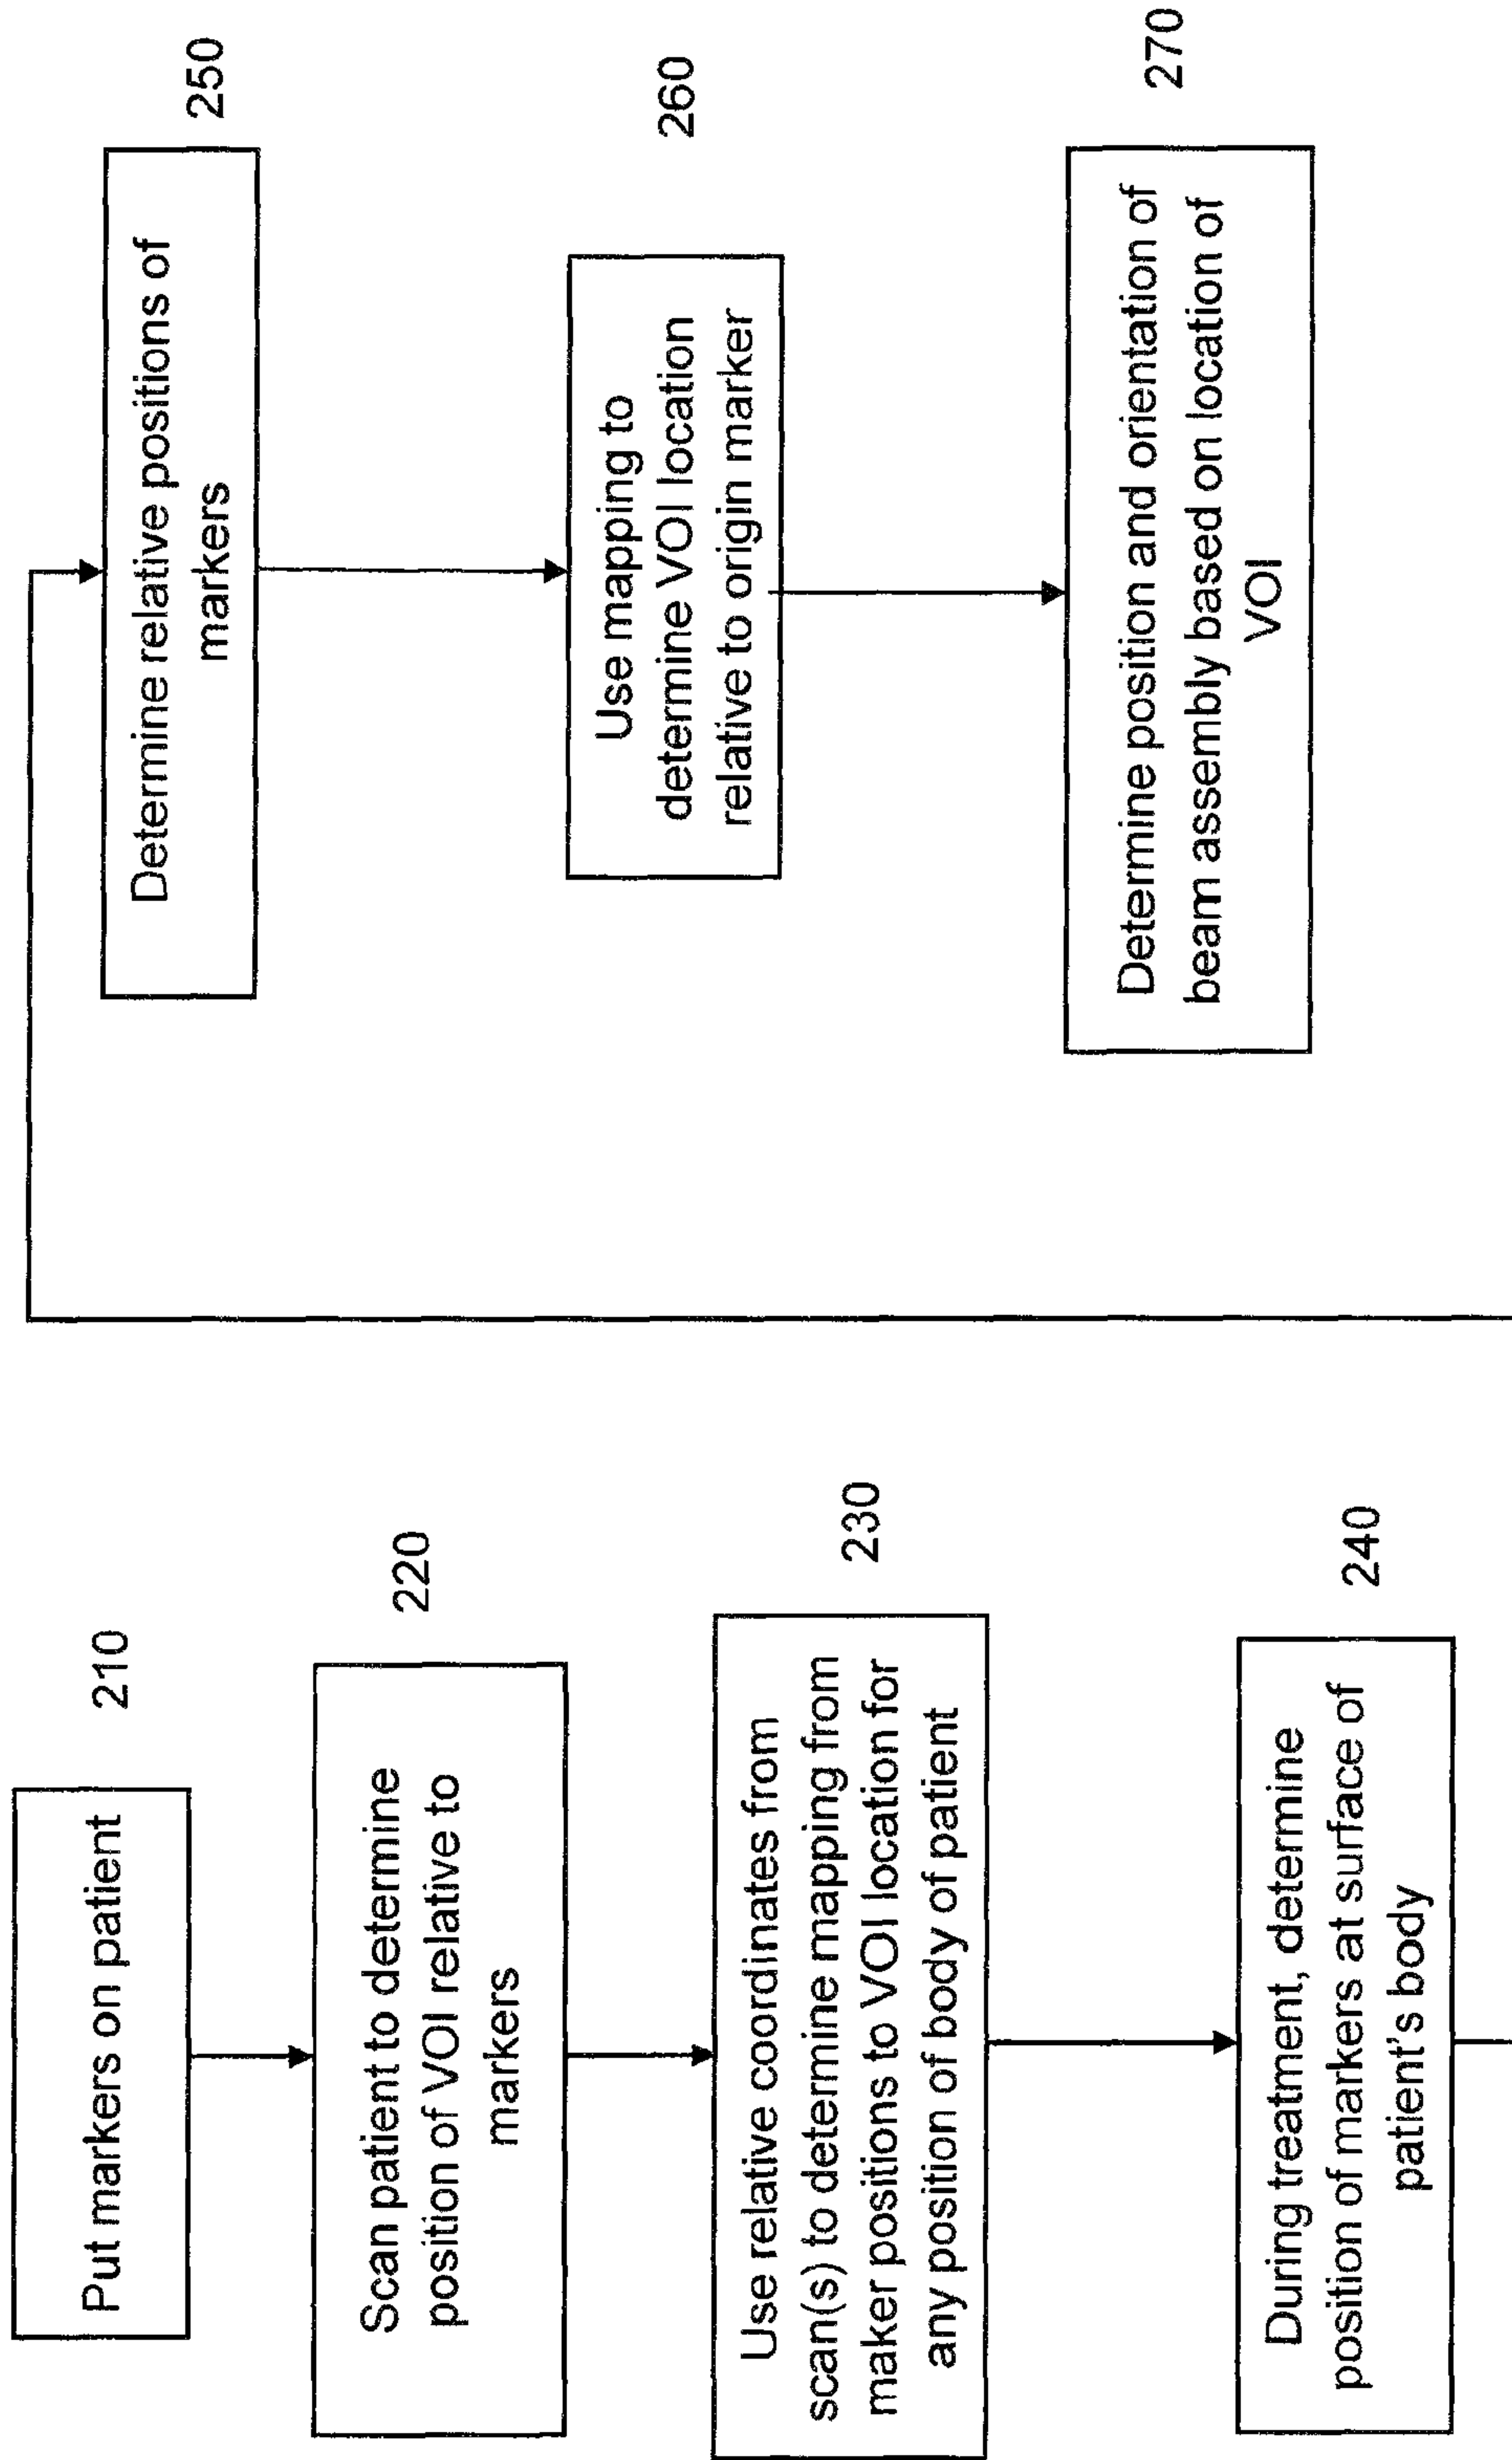 Put markers on patient
210
Scan patient to determine
position of VOI relative to
markers
220
Use relative coordinates from
scan(s) to determine mapping from
maker positions to VOI location for
any position of body of patient
230
During treatment, determine
position of markers at surface of
patient's body
240
Determine relative positions of
markers
250
Use mapping to
determine VOI location
relative to origin marker
260
Determine position and orientation of
beam assembly based on location of
VOI
270